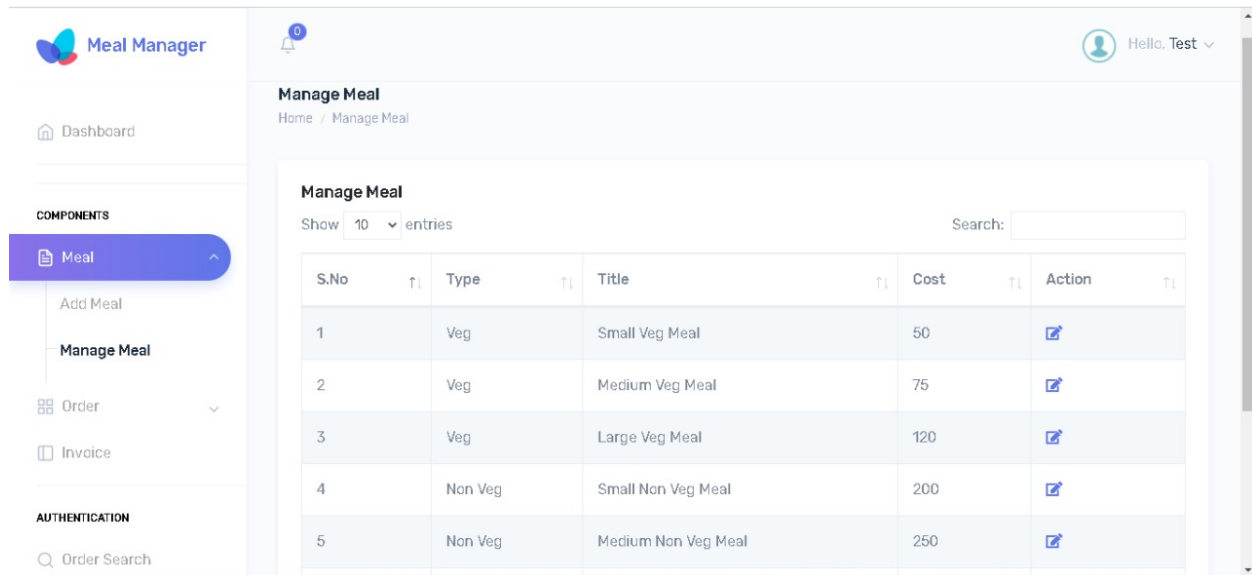 Meal Manager
0
Hello, Test
Manage Meal
Home / Manage Meal
Dashboard
COMPONENTS
Meal
Add Meal
Manage Meal
Order
Invoice
AUTHENTICATION
Order Search
Manage Meal
Show 10 entries
Search:
S.No Type Title Cost Action
1 Veg Small Veg Meal 50
2 Veg Medium Veg Meal 75
3 Veg Large Veg Meal 120
4 Non Veg Small Non Veg Meal 200
5 Non Veg Medium Non Veg Meal 250